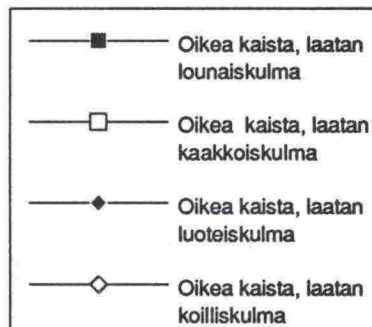 Oikea kaista, laatan
lounaiskulma
Oikea kaista, laatan
kaakkoiskulma
Oikea kaista, laatan
luoteiskulma
Oikea kaista, laatan
koilliskulma